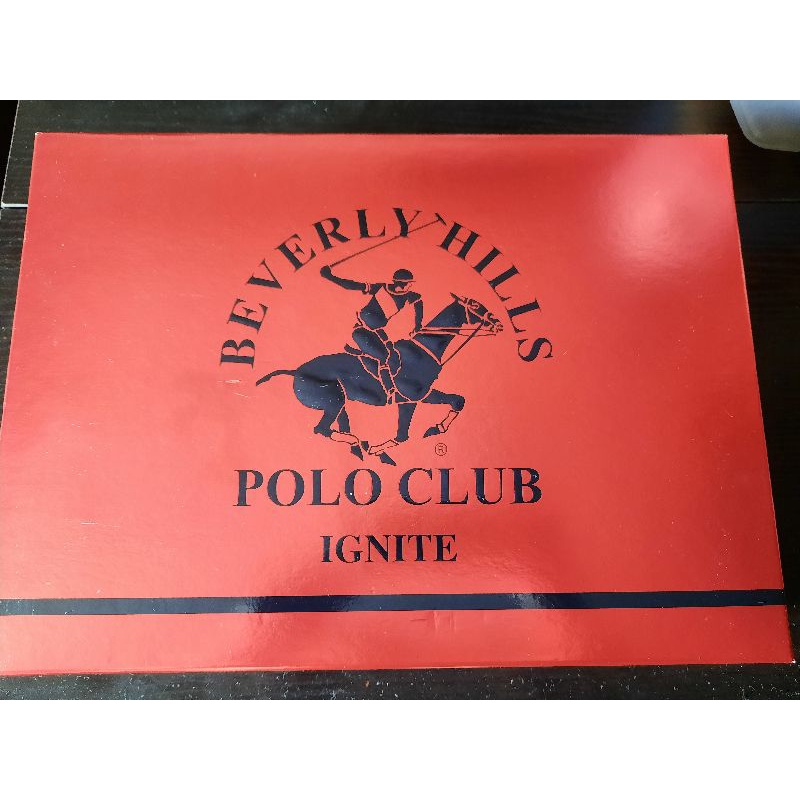 BEVERLY HILLS
®
POLO CLUB
IGNITE